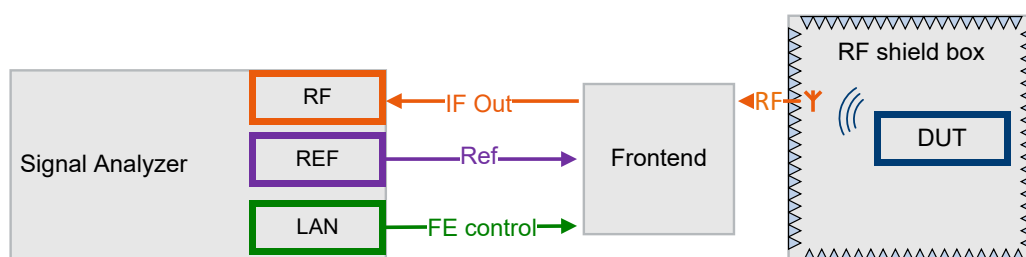 RF shield box
RF
IF Out
RF
Signal Analyzer
REF
Ref
Frontend
DUT
LAN
FE control